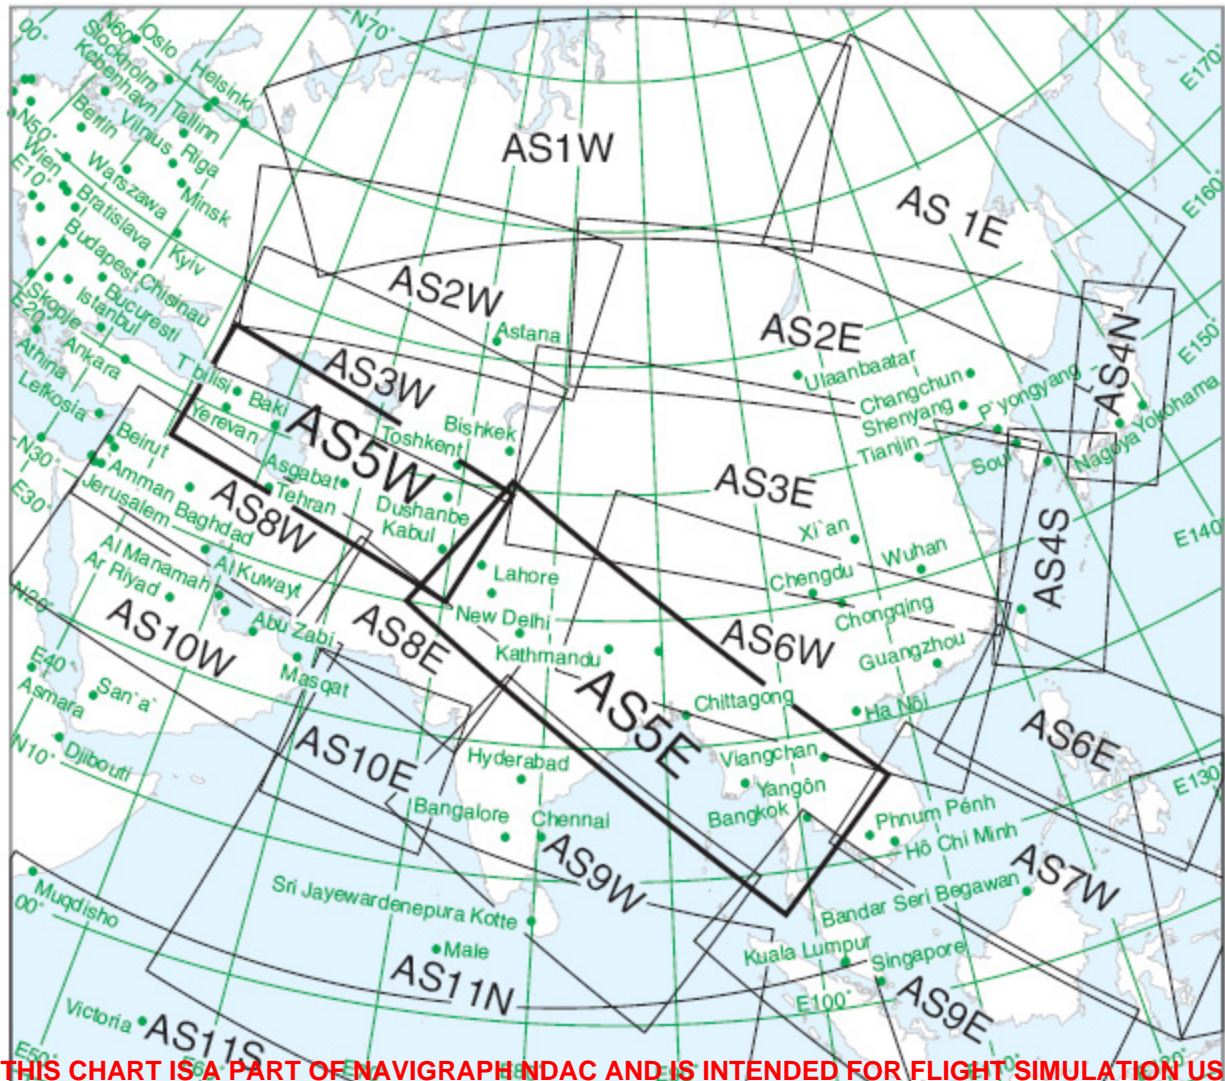 00°
N60°
Oslo
N70°
E170°
Stockholm
København
Helsinki
Tallinn
N50°
Berlin
Vilnius
Riga
AS1W
Wien
E10°
Warszawa
Minsk
E160°
AS 1E
Bratislava
Budapest
Kyiv
Chisinau
Bucuresti
AS2W
Skopje
E20°
Istanbul
Astana
AS2E
AS4N
E150°
Athina
Ankara
T`bilisi
AS3W
Ulaanbaatar
Changchun
P`yongyang
Lefkosia
Baki
Yerevan
AS5W
Bishkek
Toshkent
Shenyang
Tianjin
Soul
Nagoya
Yokohama
N30°
Beirut
E30°
Amman
Jerusalem
Baghdad
Asgabat
Tehran
AS8W
Dushanbe
Kabul
AS3E
Xi`an
AS4S
E140°
Wuhan
Al Manamah
Ar Riyad
Al Kuwayt
Lahore
Chengdu
N20°
AS10W
Abu Zabi
AS8E
New Delhi
Kathmandu
AS6W
Chongqing
Guangzhou
E40°
Asmara
San`a`
Masqat
AS5E
Chittagong
Ha Nôi
AS6E
N10°
Djibouti
AS10E
Hyderabad
Viangchan
E130°
Yangôn
Bangkok
Bangalore
Chennai
Phnum Pénh
Hô Chi Minh
AS9W
AS7W
Muqdisho
00°
Sri Jayewardenepura Kotte
Bandar Seri Begawan
Male
Kuala Lumpur
Singapore
AS11N
E100°
AS9E
Victoria
AS11S
E50°
THIS CHART IS A PART OF NAVIGRAPH NDAC AND IS INTENDED FOR FLIGHT SIMULATION US